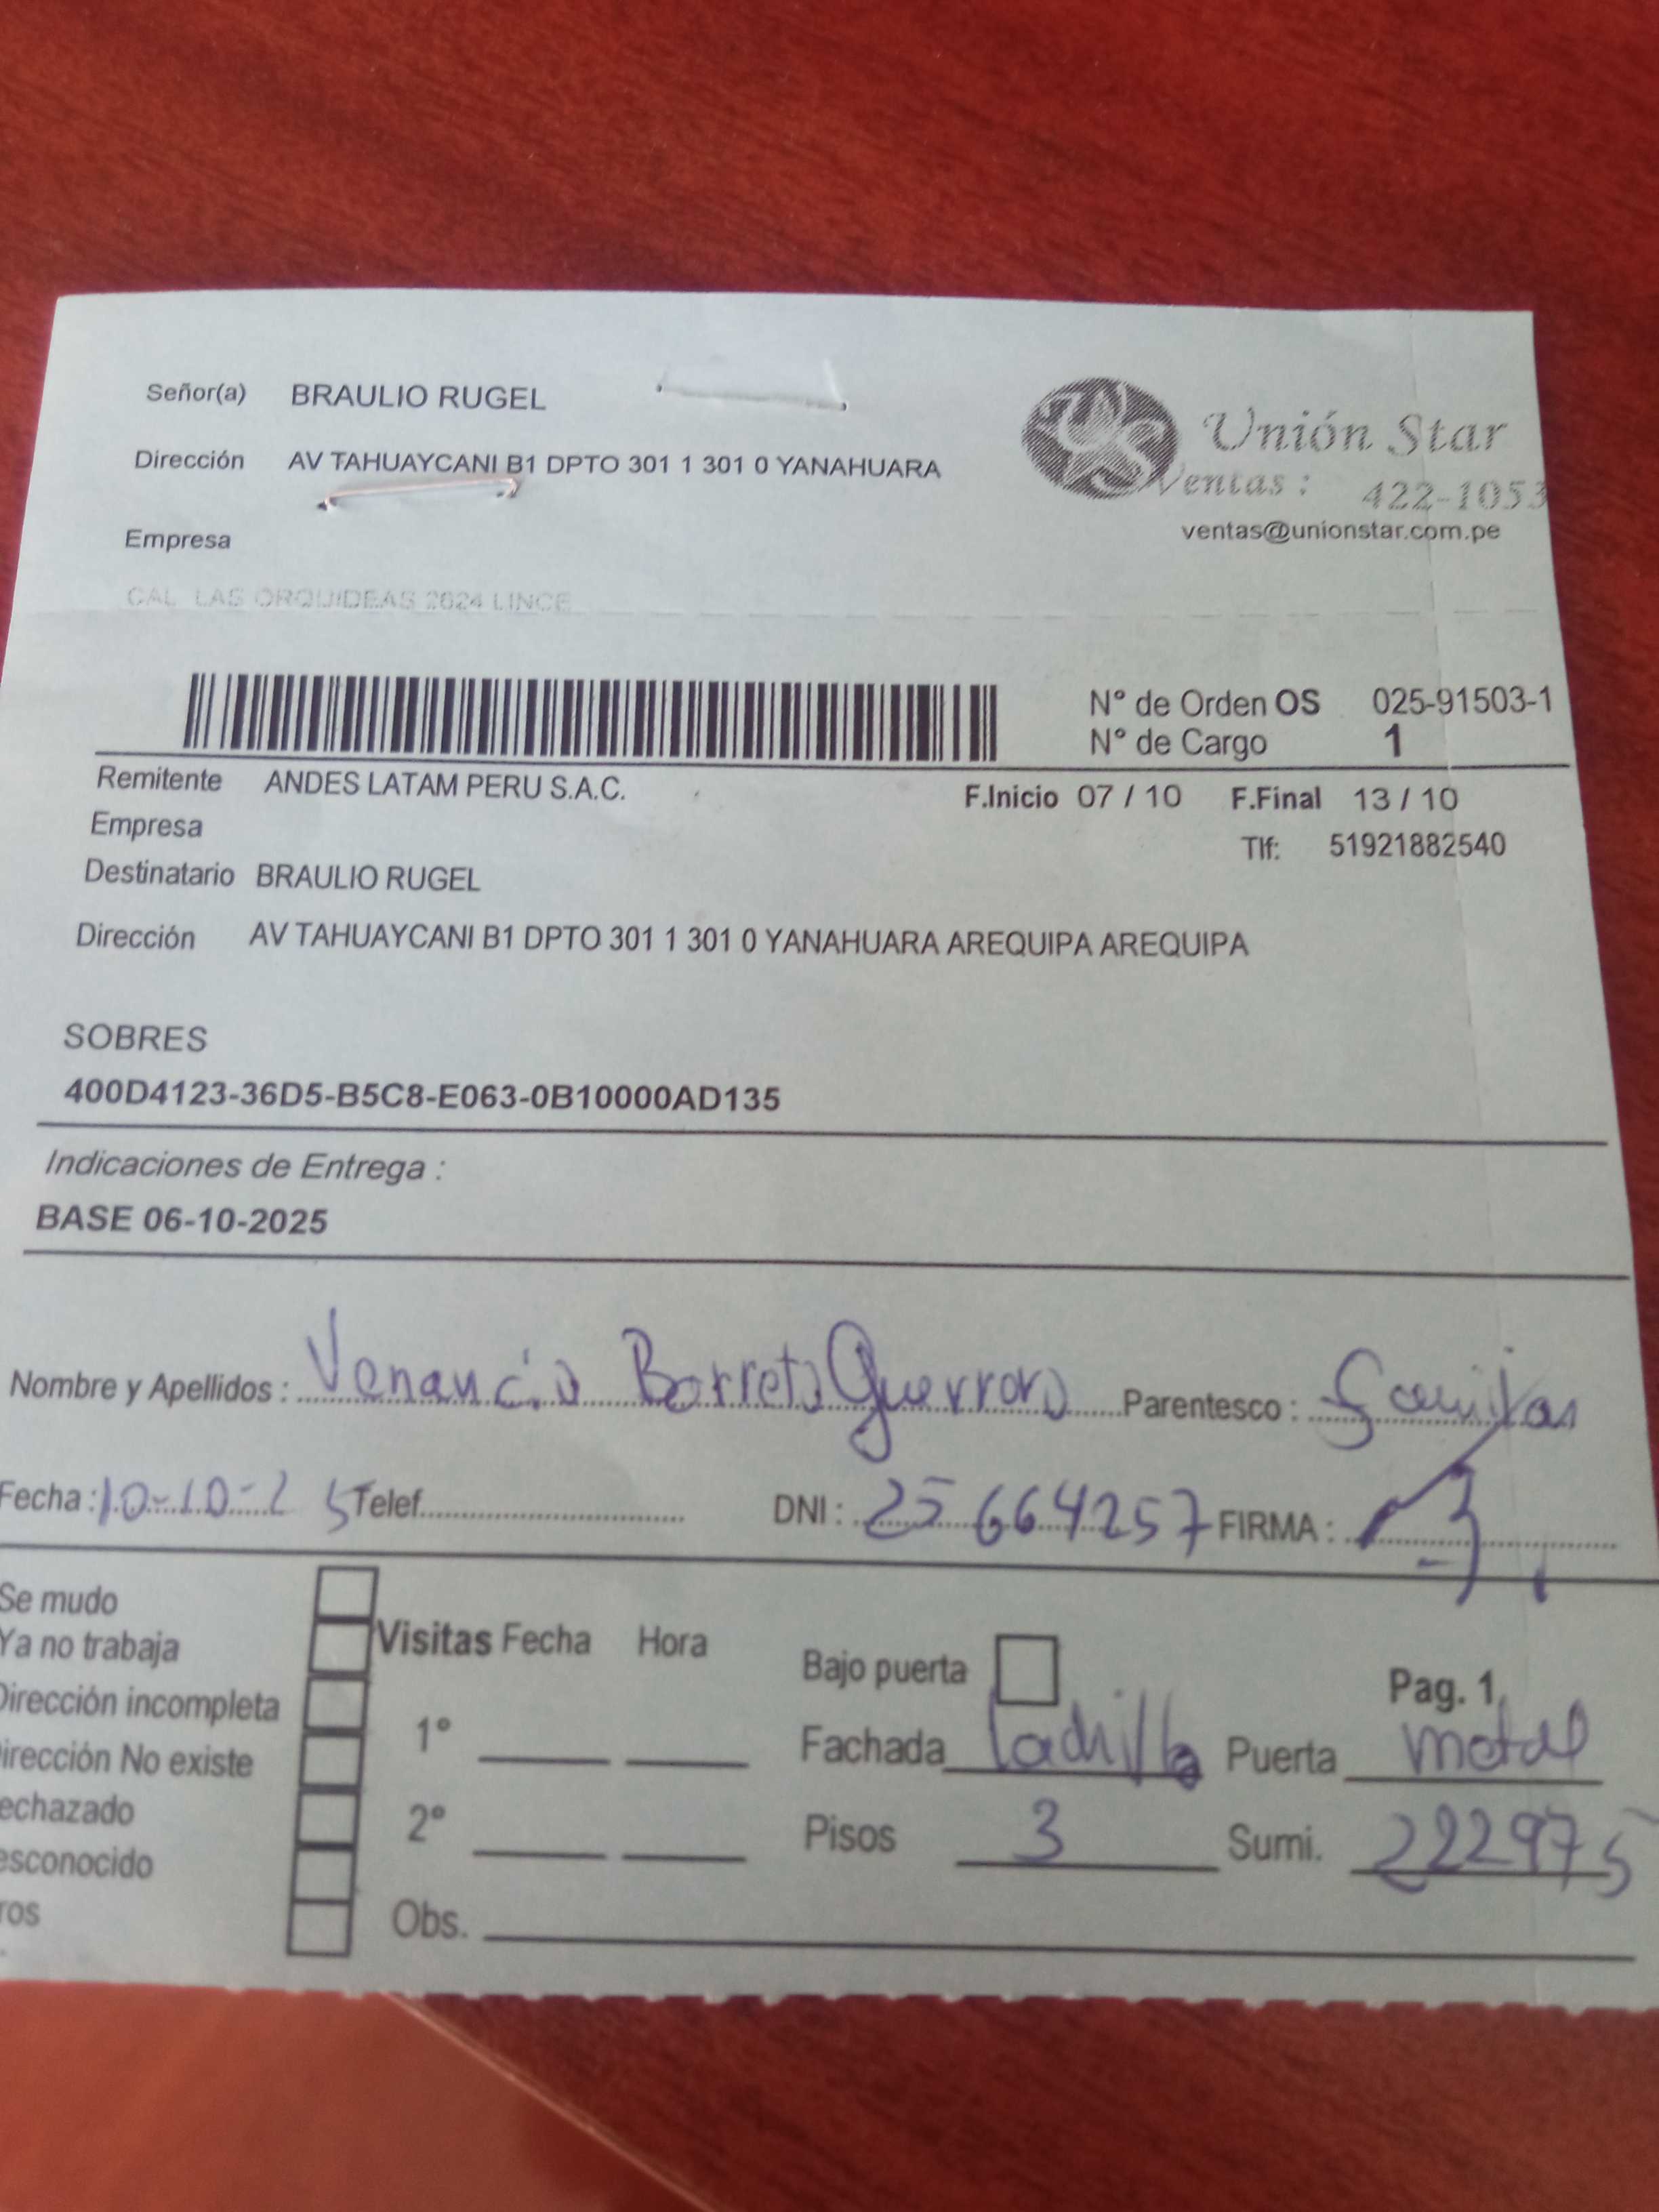 Señor(a) BRAULIO RUGEL
Dirección AV TAHUAYCANI B1 DPTO 301 1 301 0 YANAHUARA
Empresa
CAL LAS ORQUIDEAS 2624 LINCE
Unión Star
Ventas : 422-1053
ventas@unionstar.com.pe
N° de Orden OS 025-91503-1
N° de Cargo 1
Remitente ANDES LATAM PERU S.A.C.
F.Inicio 07 / 10 F.Final 13 / 10
Empresa
Tlf: 51921882540
Destinatario BRAULIO RUGEL
Dirección AV TAHUAYCANI B1 DPTO 301 1 301 0 YANAHUARA AREQUIPA AREQUIPA
SOBRES
400D4123-36D5-B5C8-E063-0B10000AD135
Indicaciones de Entrega :
BASE 06-10-2025
Nombre y Apellidos : Venancio Borreto Guerrero Parentesco :
Fecha : 10-10-25 Telef. DNI : 25664257 FIRMA :
Se mudo
Ya no trabaja
Dirección incompleta
irección No existe
echazado
esconocido
ros
Visitas Fecha Hora
1°
2°
Obs.
Bajo puerta
Pag. 1
Fachada ladrillo Puerta metal
Pisos 3 Sumi. 222975